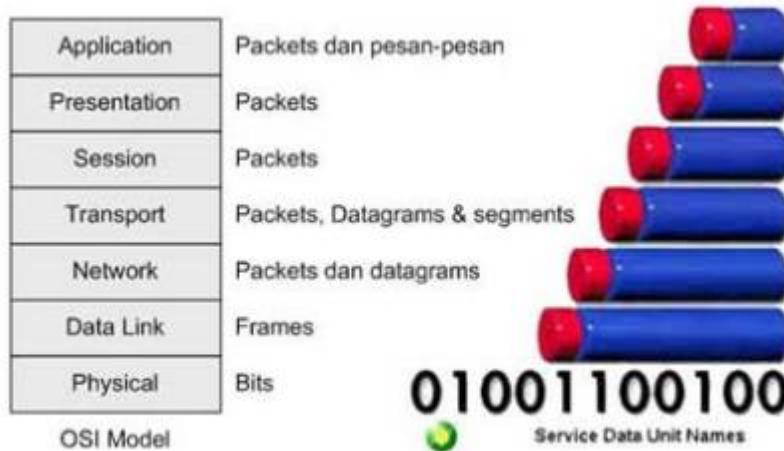 Application Packets dan pesan-pesan
Presentation Packets
Session Packets
Transport Packets, Datagrams & segments
Network Packets dan datagrams
Data Link Frames
Physical Bits
01001100100
OSI Model
Service Data Unit Names